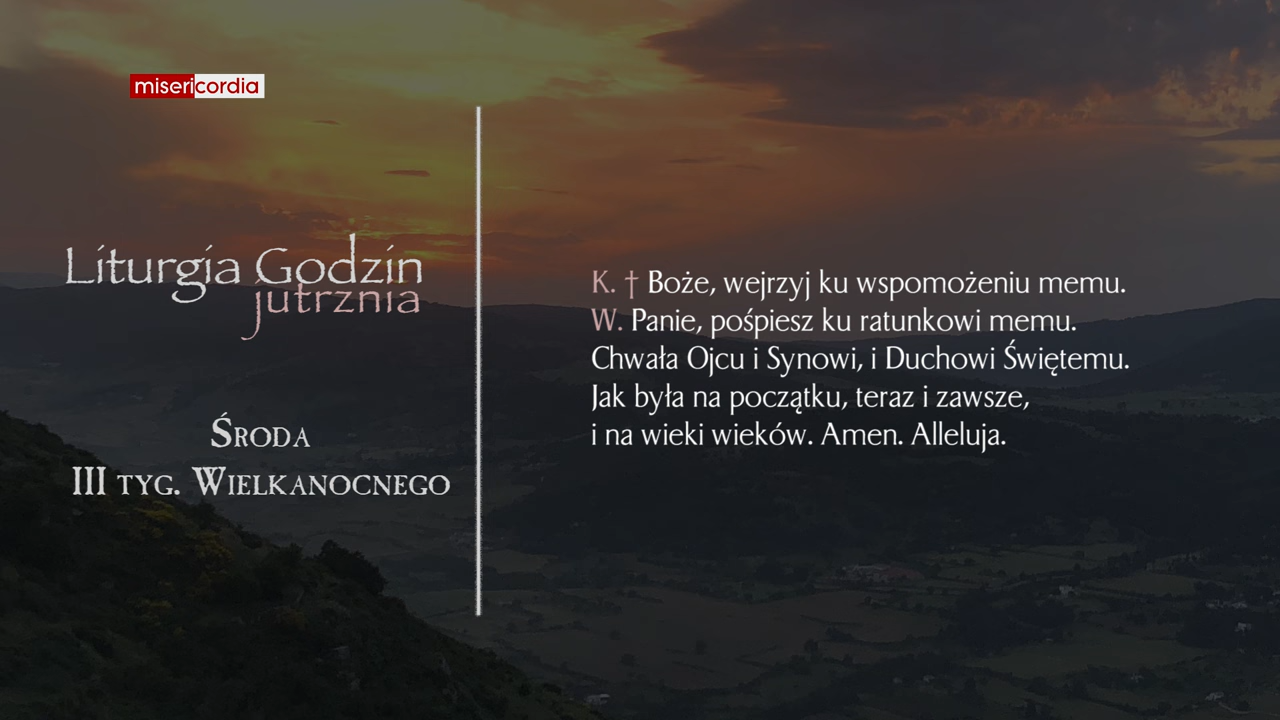 misericordia
Liturgia Godzin
jutrznia
Środa
III tyg. Wielkanocnego
K. † Boże, wejrzyj ku wspomożeniu memu.
W. Panie, pośpiesz ku ratunkowi memu.
Chwała Ojcu i Synowi, i Duchowi Świętemu.
Jak była na początku, teraz i zawsze,
i na wieki wieków. Amen. Alleluja.